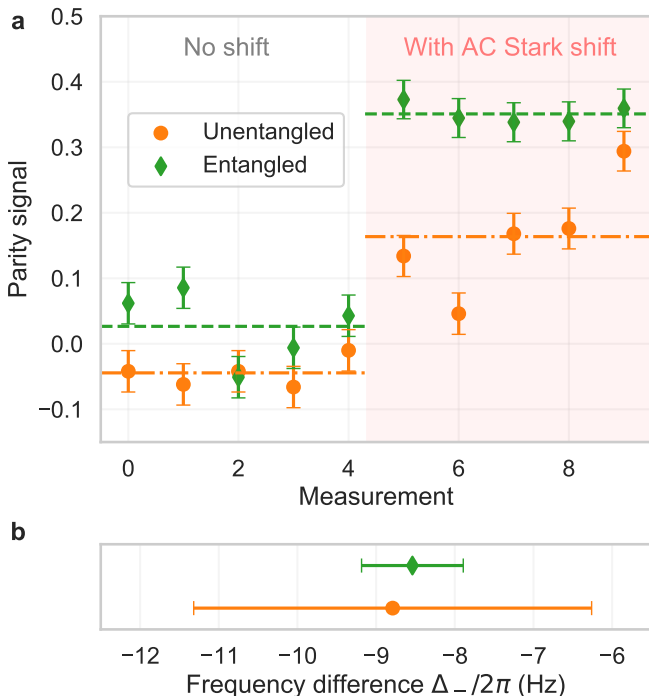 a
No shift
With AC Stark shift
Unentangled
Entangled
Parity signal
0.5
0.4
0.3
0.2
0.1
0.0
−0.1
0 2 4 6 8
Measurement
b
−12 −11 −10 −9 −8 −7 −6
Frequency difference Δ₋/2π (Hz)